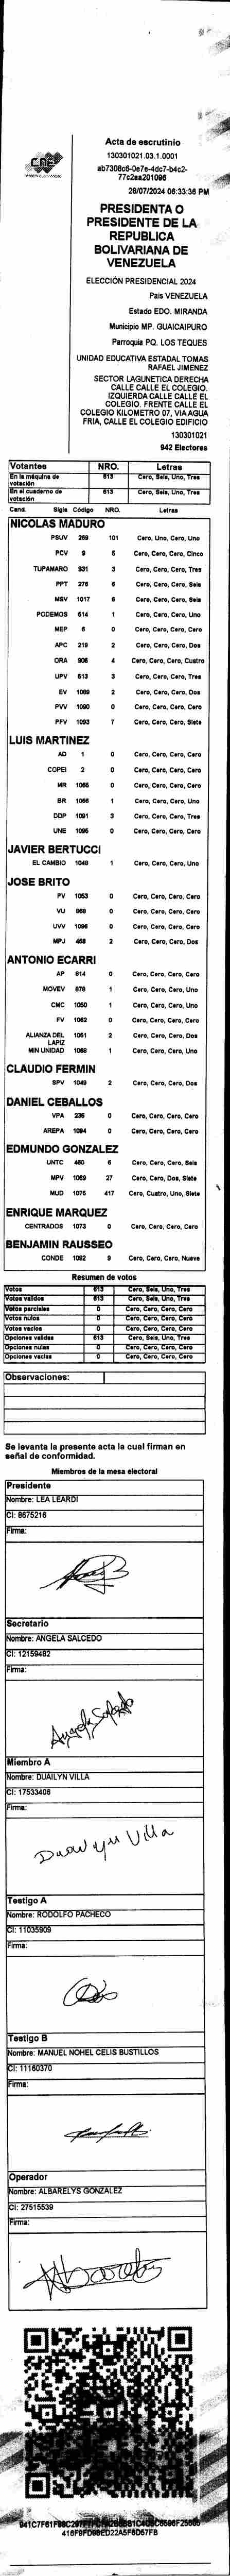 CNE
Acta de escrutinio
130301021.03.1.0001
ab7308c6-0e7e-4dc7-b4c2-
77c2aa201096
28/07/2024 06:33:36 PM
PRESIDENTA O
PRESIDENTE DE LA
REPUBLICA
BOLIVARIANA DE
VENEZUELA
ELECCIÓN PRESIDENCIAL 2024
Pais VENEZUELA
Estado EDO. MIRANDA
Municipio MP. GUAICAIPURO
Parroquia PQ. LOS TEQUES
UNIDAD EDUCATIVA ESTADAL TOMAS
RAFAEL JIMENEZ
SECTOR LAGUNETICA DERECHA
CALLE CALLE EL COLEGIO.
IZQUIERDA CALLE CALLE EL
COLEGIO. FRENTE CALLE EL
COLEGIO KILOMETRO 07, VIA AGUA
FRIA, CALLE EL COLEGIO EDIFICIO
130301021
942 Electores
Votantes NRO. Letras
En la máquina de votación 613 Cero, Seis, Uno, Tres
En el cuaderno de votación 613 Cero, Seis, Uno, Tres
Cand. Sigla Código NRO. Letras
NICOLAS MADURO
PSUV 269 101 Cero, Uno, Cero, Uno
PCV 9 5 Cero, Cero, Cero, Cinco
TUPAMARO 931 3 Cero, Cero, Cero, Tres
PPT 276 6 Cero, Cero, Cero, Seis
MSV 1017 6 Cero, Cero, Cero, Seis
PODEMOS 514 1 Cero, Cero, Cero, Uno
MEP 6 0 Cero, Cero, Cero, Cero
APC 219 2 Cero, Cero, Cero, Dos
ORA 906 4 Cero, Cero, Cero, Cuatro
UPV 513 3 Cero, Cero, Cero, Tres
EV 1089 2 Cero, Cero, Cero, Dos
PVV 1090 0 Cero, Cero, Cero, Cero
PFV 1093 7 Cero, Cero, Cero, Siete
LUIS MARTINEZ
AD 1 0 Cero, Cero, Cero, Cero
COPEI 2 0 Cero, Cero, Cero, Cero
MR 1065 0 Cero, Cero, Cero, Cero
BR 1066 1 Cero, Cero, Cero, Uno
DDP 1091 3 Cero, Cero, Cero, Tres
UNE 1095 0 Cero, Cero, Cero, Cero
JAVIER BERTUCCI
EL CAMBIO 1048 1 Cero, Cero, Cero, Uno
JOSE BRITO
PV 1053 0 Cero, Cero, Cero, Cero
VU 969 0 Cero, Cero, Cero, Cero
UVV 1096 0 Cero, Cero, Cero, Cero
MPJ 458 2 Cero, Cero, Cero, Dos
ANTONIO ECARRI
AP 814 0 Cero, Cero, Cero, Cero
MOVEV 878 1 Cero, Cero, Cero, Uno
CMC 1050 1 Cero, Cero, Cero, Uno
FV 1062 0 Cero, Cero, Cero, Cero
ALIANZA DEL LAPIZ 1061 2 Cero, Cero, Cero, Dos
MIN UNIDAD 1068 1 Cero, Cero, Cero, Uno
CLAUDIO FERMIN
SPV 1049 2 Cero, Cero, Cero, Dos
DANIEL CEBALLOS
VPA 236 0 Cero, Cero, Cero, Cero
AREPA 1094 0 Cero, Cero, Cero, Cero
EDMUNDO GONZALEZ
UNTC 460 6 Cero, Cero, Cero, Seis
MPV 1069 27 Cero, Cero, Dos, Siete
MUD 1075 417 Cero, Cuatro, Uno, Siete
ENRIQUE MARQUEZ
CENTRADOS 1073 0 Cero, Cero, Cero, Cero
BENJAMIN RAUSSEO
CONDE 1092 9 Cero, Cero, Cero, Nueve
Resumen de votos
Votos 613 Cero, Seis, Uno, Tres
Votos validos 613 Cero, Seis, Uno, Tres
Votos parciales 0 Cero, Cero, Cero, Cero
Votos nulos 0 Cero, Cero, Cero, Cero
Votos vacios 0 Cero, Cero, Cero, Cero
Opciones validas 613 Cero, Seis, Uno, Tres
Opciones nulas 0 Cero, Cero, Cero, Cero
Opciones vacias 0 Cero, Cero, Cero, Cero
Observaciones:
Se levanta la presente acta la cual firman en
señal de conformidad.
Miembros de la mesa electoral
Presidente
Nombre: LEA LEARDI
CI: 8675216
Firma:
Secretario
Nombre: ANGELA SALCEDO
CI: 12159482
Firma:
Angela Salcedo
Miembro A
Nombre: DUAILYN VILLA
CI: 17533406
Firma:
Duailyn Villa
Testigo A
Nombre: RODOLFO PACHECO
CI: 11035909
Firma:
Testigo B
Nombre: MANUEL NOHEL CELIS BUSTILLOS
CI: 11160370
Firma:
Operador
Nombre: ALBARELYS GONZALEZ
CI: 27515539
Firma:
416F9FD98ED22A5F6D57FB